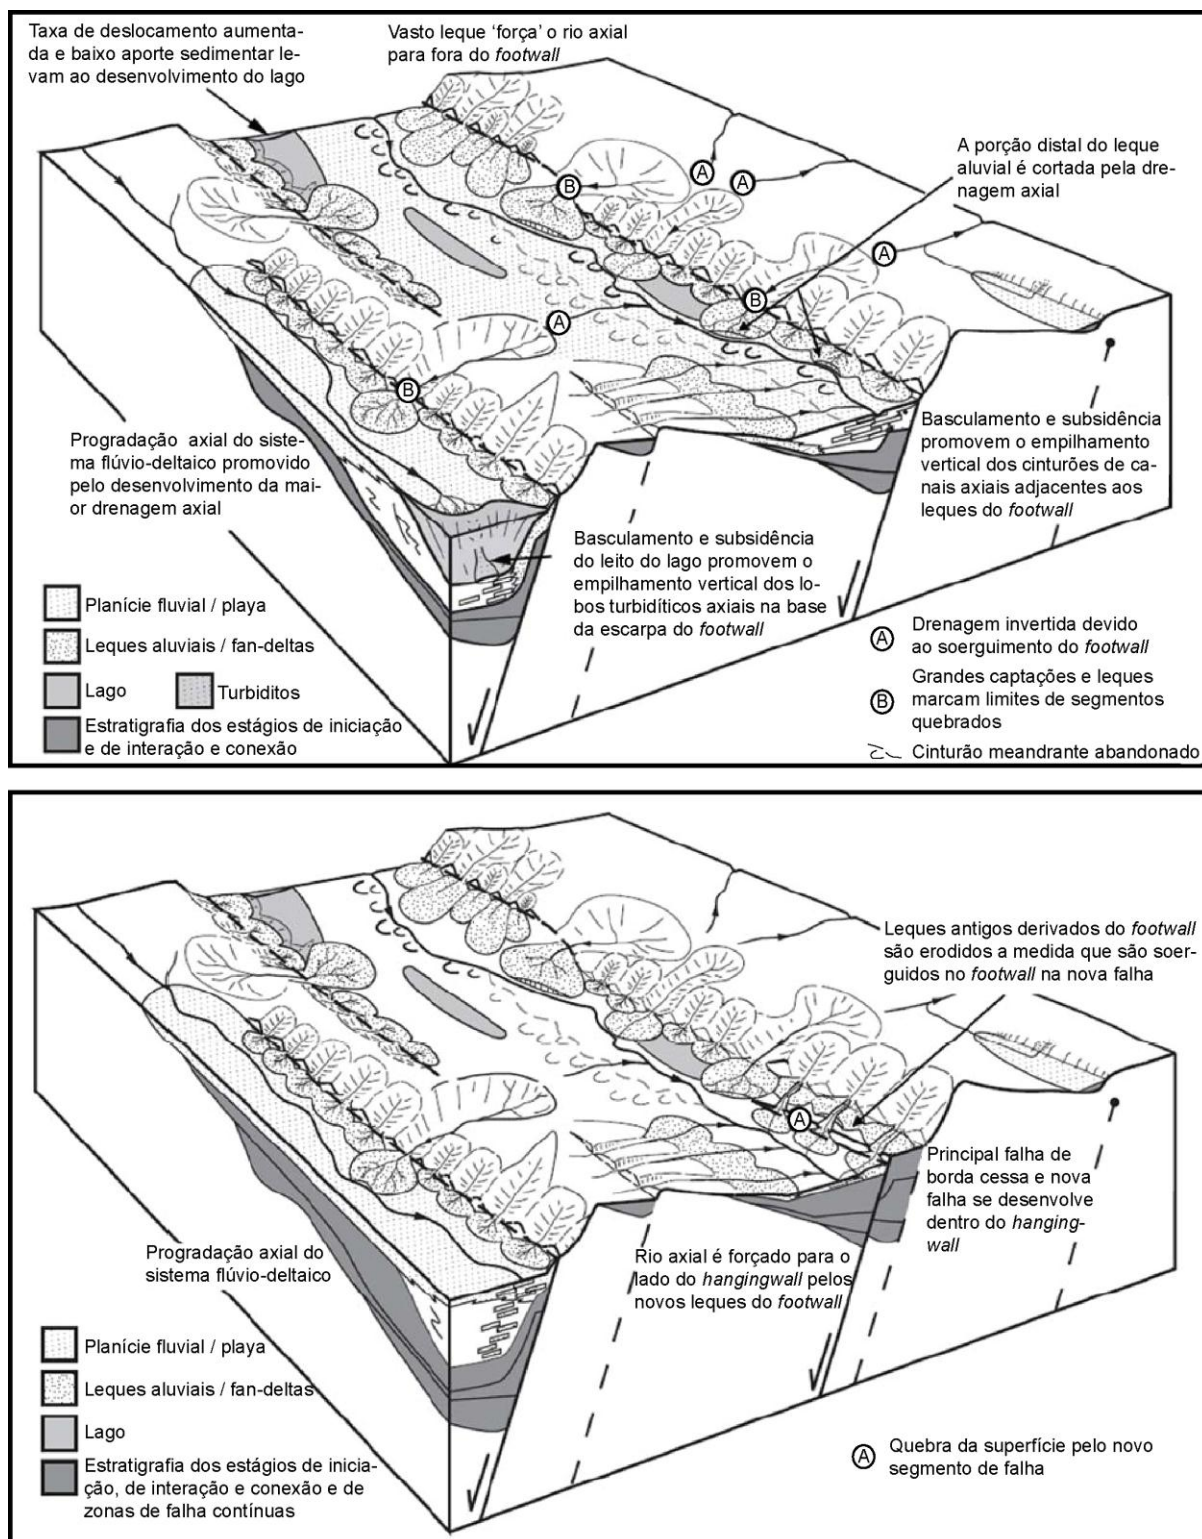 Taxa de deslocamento aumenta-
da e baixo aporte sedimentar le-
vam ao desenvolvimento do lago
Vasto leque ‘força’ o rio axial
para fora do footwall
A porção distal do leque
aluvial é cortada pela dre-
nagem axial
A
A
B
A
B
A
B
Progradação axial do siste-
ma flúvio-deltaico promovido
pelo desenvolvimento da mai-
or drenagem axial
Basculamento e subsidência
promovem o empilhamento
vertical dos cinturões de ca-
nais axiais adjacentes aos
leques do footwall
Basculamento e subsidência
do leito do lago promovem o
empilhamento vertical dos lo-
bos turbidíticos axiais na base
da escarpa do footwall
Planície fluvial / playa
Leques aluviais / fan-deltas
Lago
Turbiditos
Estratigrafia dos estágios de iniciação
e de interação e conexão
A Drenagem invertida devido
ao soerguimento do footwall
B Grandes captações e leques
marcam limites de segmentos
quebrados
Cinturão meandrante abandonado
Leques antigos derivados do footwall
são erodidos a medida que são soer-
guidos no footwall na nova falha
A
Principal falha de
borda cessa e nova
falha se desenvolve
dentro do hanging-
wall
Progradação axial do
sistema flúvio-deltaico
Rio axial é forçado para o
lado do hangingwall pelos
novos leques do footwall
Planície fluvial / playa
Leques aluviais / fan-deltas
Lago
Estratigrafia dos estágios de inicia-
ção, de interação e conexão e de
zonas de falha contínuas
A Quebra da superfície pelo novo
segmento de falha